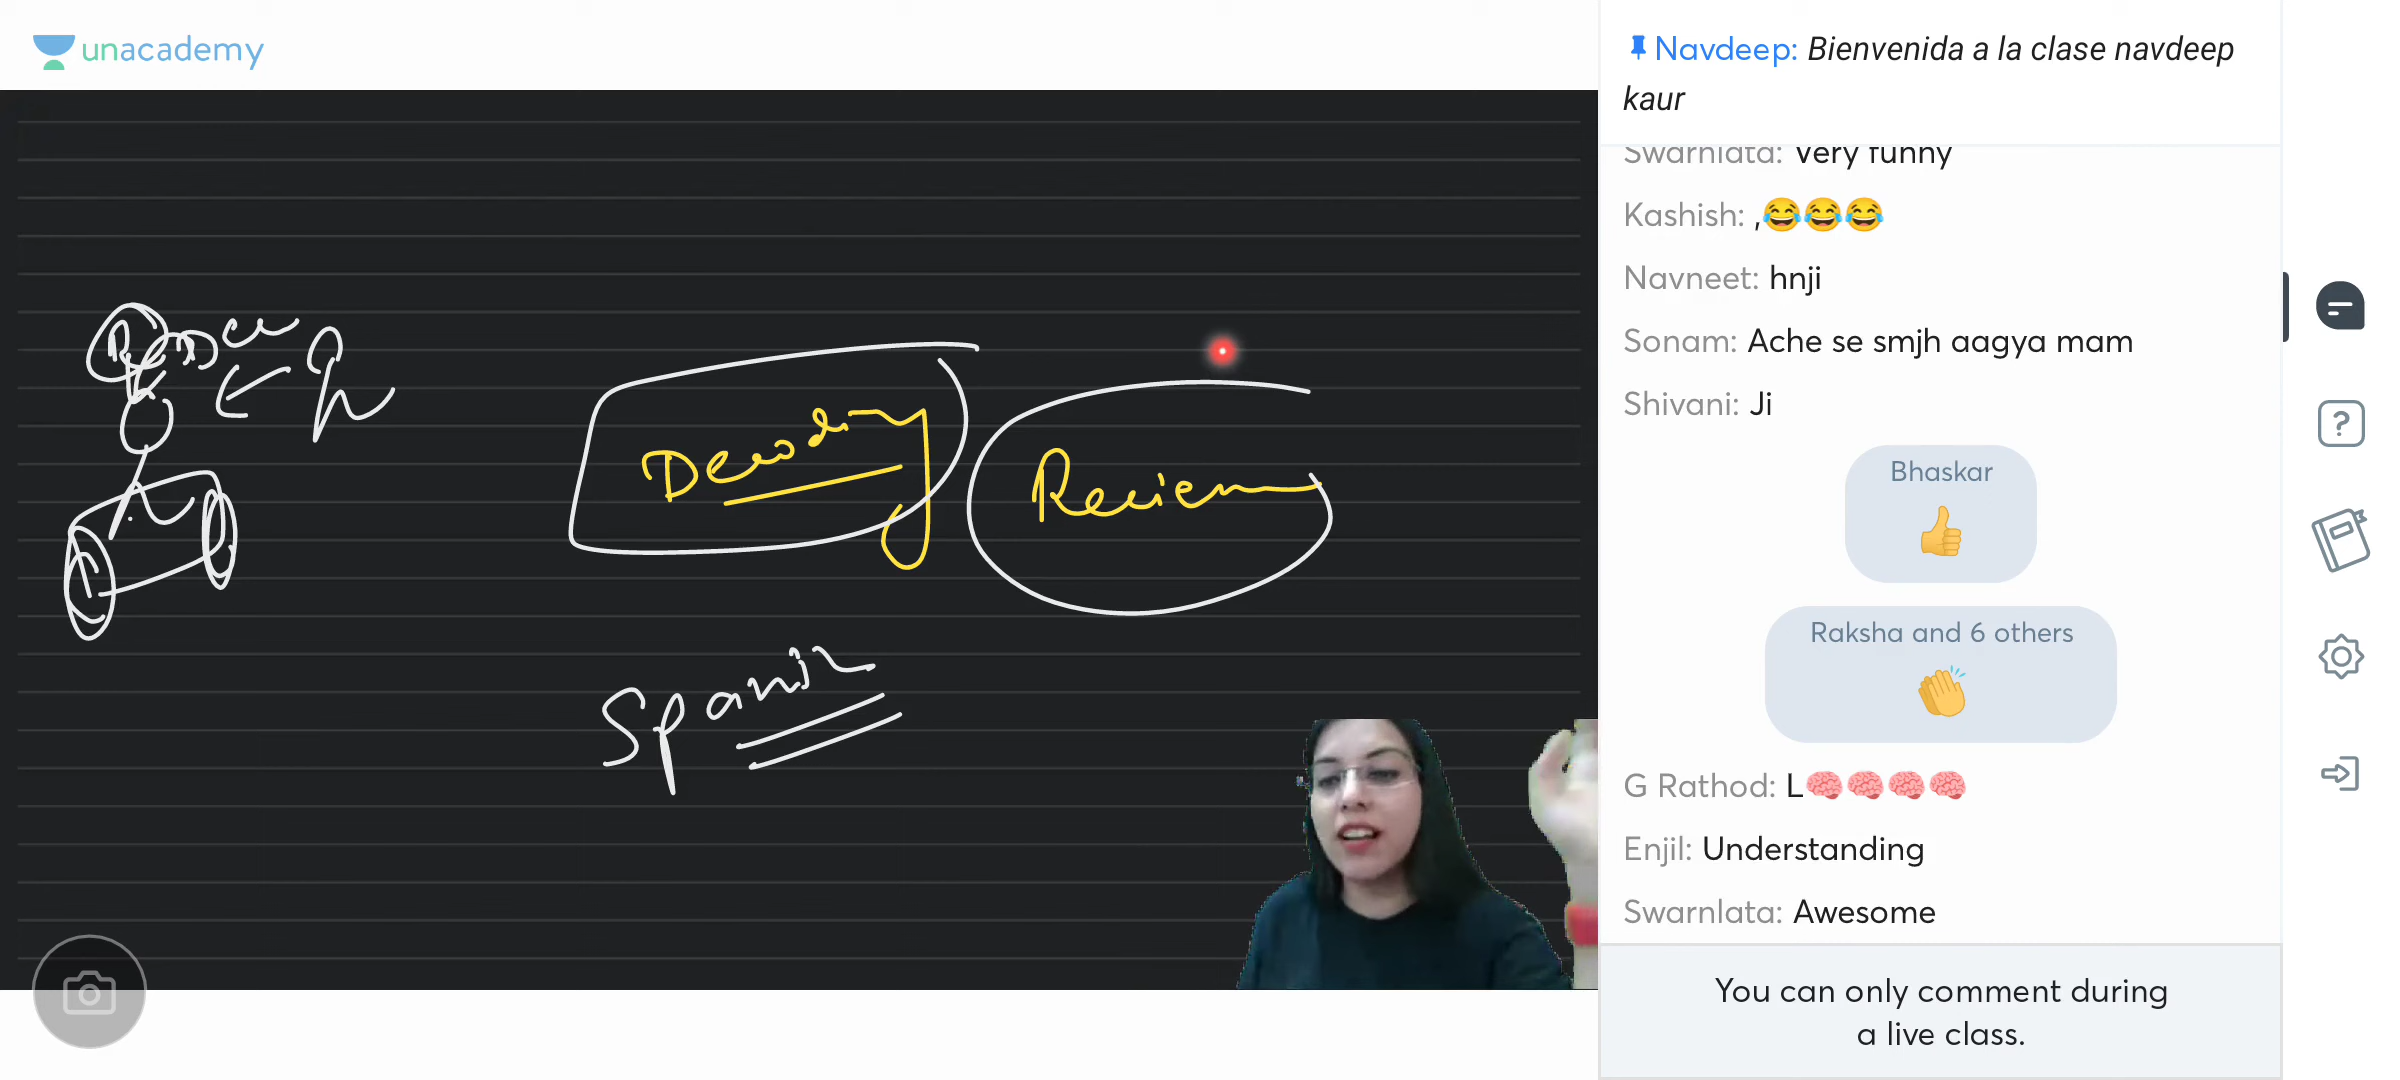 unacademy
Decoding
Reciever
Spanish
Navdeep: Bienvenida a la clase navdeep
kaur
Swarnlata: Very funny
Kashish: ,😂😂😂
Navneet: hnji
Sonam: Ache se smjh aagya mam
Shivani: Ji
Bhaskar
👍
Raksha and 6 others
👏
G Rathod: L🧠🧠🧠🧠
Enjil: Understanding
Swarnlata: Awesome
You can only comment during
a live class.